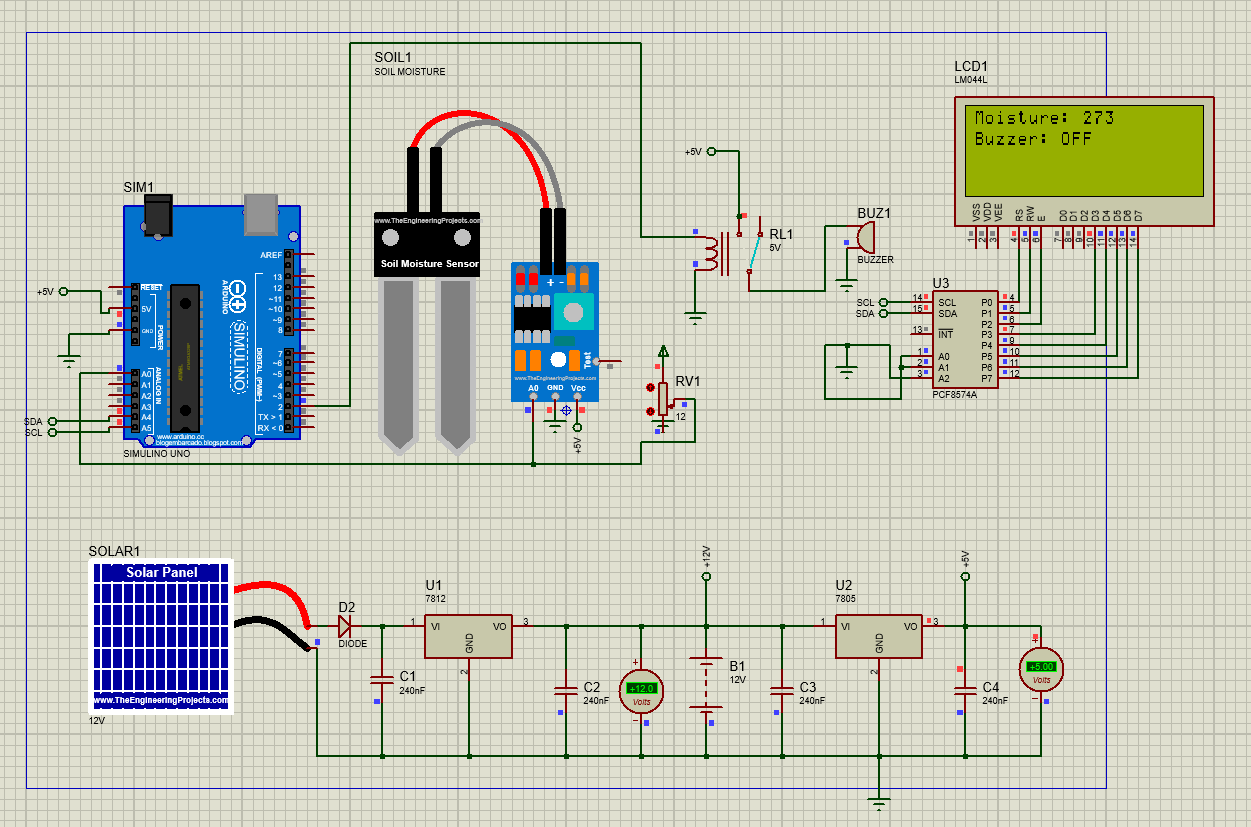 SOIL1
SOIL MOISTURE
LCD1
LM044L
Moisture: 273
Buzzer: OFF
VSS
VDD
VEE
RS
RW
E
D0
D1
D2
D3
D4
D5
D6
D7
1
2
3
4
5
6
7
8
9
10
11
12
13
14
+5V
RL1
5V
BUZ1
BUZZER
SIM1
AREF
13
12
~11
~10
~9
8
7
~6
~5
4
~3
2
TX > 1
RX < 0
DIGITAL (PWM~)
ARDUINO
SIMULINO
+5V
RESET
5V
GND
POWER
ANALOG IN
A0
A1
A2
A3
A4
A5
SDA
SCL
www.arduino.cc
blogembarcado.blogspot.com
SIMULINO UNO
www.TheEngineeringProjects.com
Soil Moisture Sensor
+ -
Test
www.TheEngineeringProjects.com
A0 GND Vcc
+5V
RV1
12
U3
SCL 14 SCL
SDA 15 SDA
13 INT
1 A0
2 A1
3 A2
P0 4
P1 5
P2 6
P3 7
P4 9
P5 10
P6 11
P7 12
PCF8574A
SOLAR1
Solar Panel
www.TheEngineeringProjects.com
12V
D2
DIODE
C1
240nF
U1
7812
1 VI VO 3
GND
2
C2
240nF
+12.0
Volts
+12V
B1
12V
C3
240nF
U2
7805
1 VI VO 3
GND
2
+5V
C4
240nF
+5.00
Volts